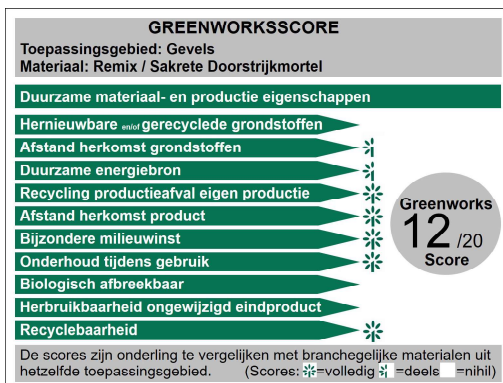 GREENWORKSSCORE
Toepassingsgebied: Gevels
Materiaal: Remix / Sakrete Doorstrijkmortel
Duurzame materiaal- en productie eigenschappen
Hernieuwbare en/of gerecyclede grondstoffen
Afstand herkomst grondstoffen
Duurzame energiebron
Recycling productieafval eigen productie
Afstand herkomst product
Bijzondere milieuwinst
Onderhoud tijdens gebruik
Biologisch afbreekbaar
Herbruikbaarheid ongewijzigd eindproduct
Recyclebaarheid
Greenworks
12 /20
Score
De scores zijn onderling te vergelijken met branchegelijke materialen uit
hetzelfde toepassingsgebied. (Scores: =volledig =deels =nihil)